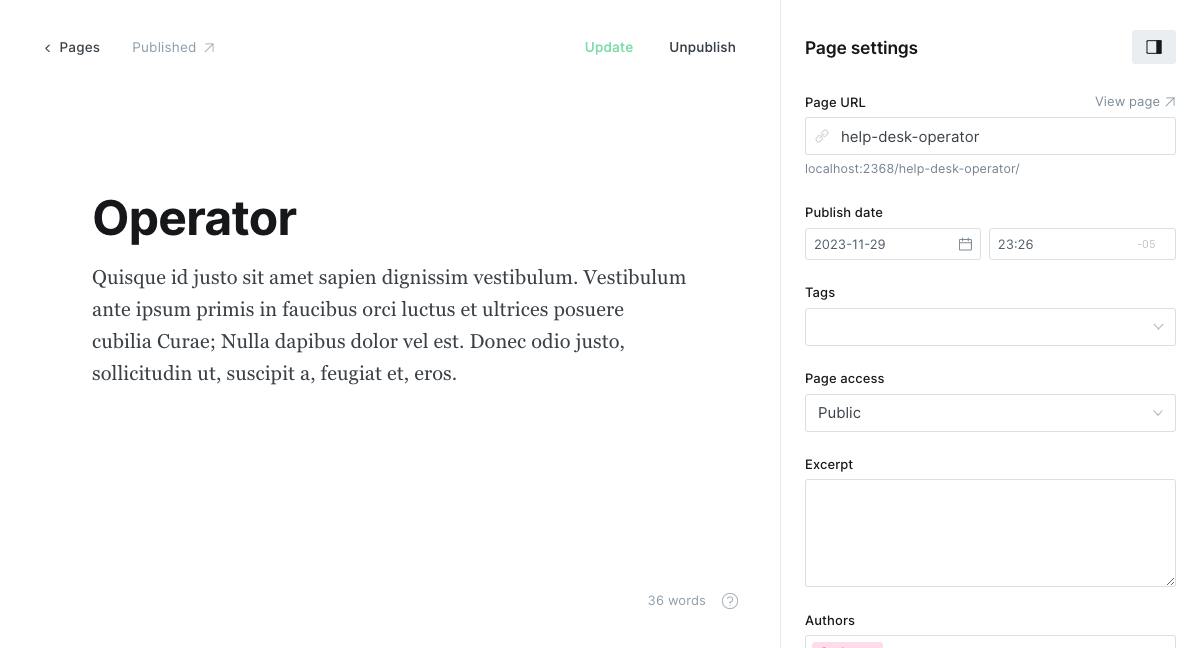 Pages
Published
Update
Unpublish
Operator
Quisque id justo sit amet sapien dignissim vestibulum. Vestibulum
ante ipsum primis in faucibus orci luctus et ultrices posuere
cubilia Curae; Nulla dapibus dolor vel est. Donec odio justo,
sollicitudin ut, suscipit a, feugiat et, eros.
36 words
?
Page settings
Page URL
View page
help-desk-operator
localhost:2368/help-desk-operator/
Publish date
2023-11-29
23:26
-05
Tags
Page access
Public
Excerpt
Authors